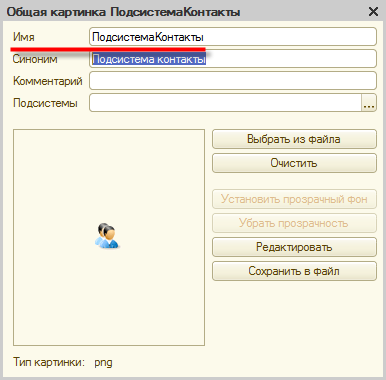 Общая картинка ПодсистемаКонтакты
Имя ПодсистемаКонтакты
Синоним Подсистема контакты
Комментарий
Подсистемы ...
Выбрать из файла
Очистить
Установить прозрачный фон
Убрать прозрачность
Редактировать
Сохранить в файл
Тип картинки: png